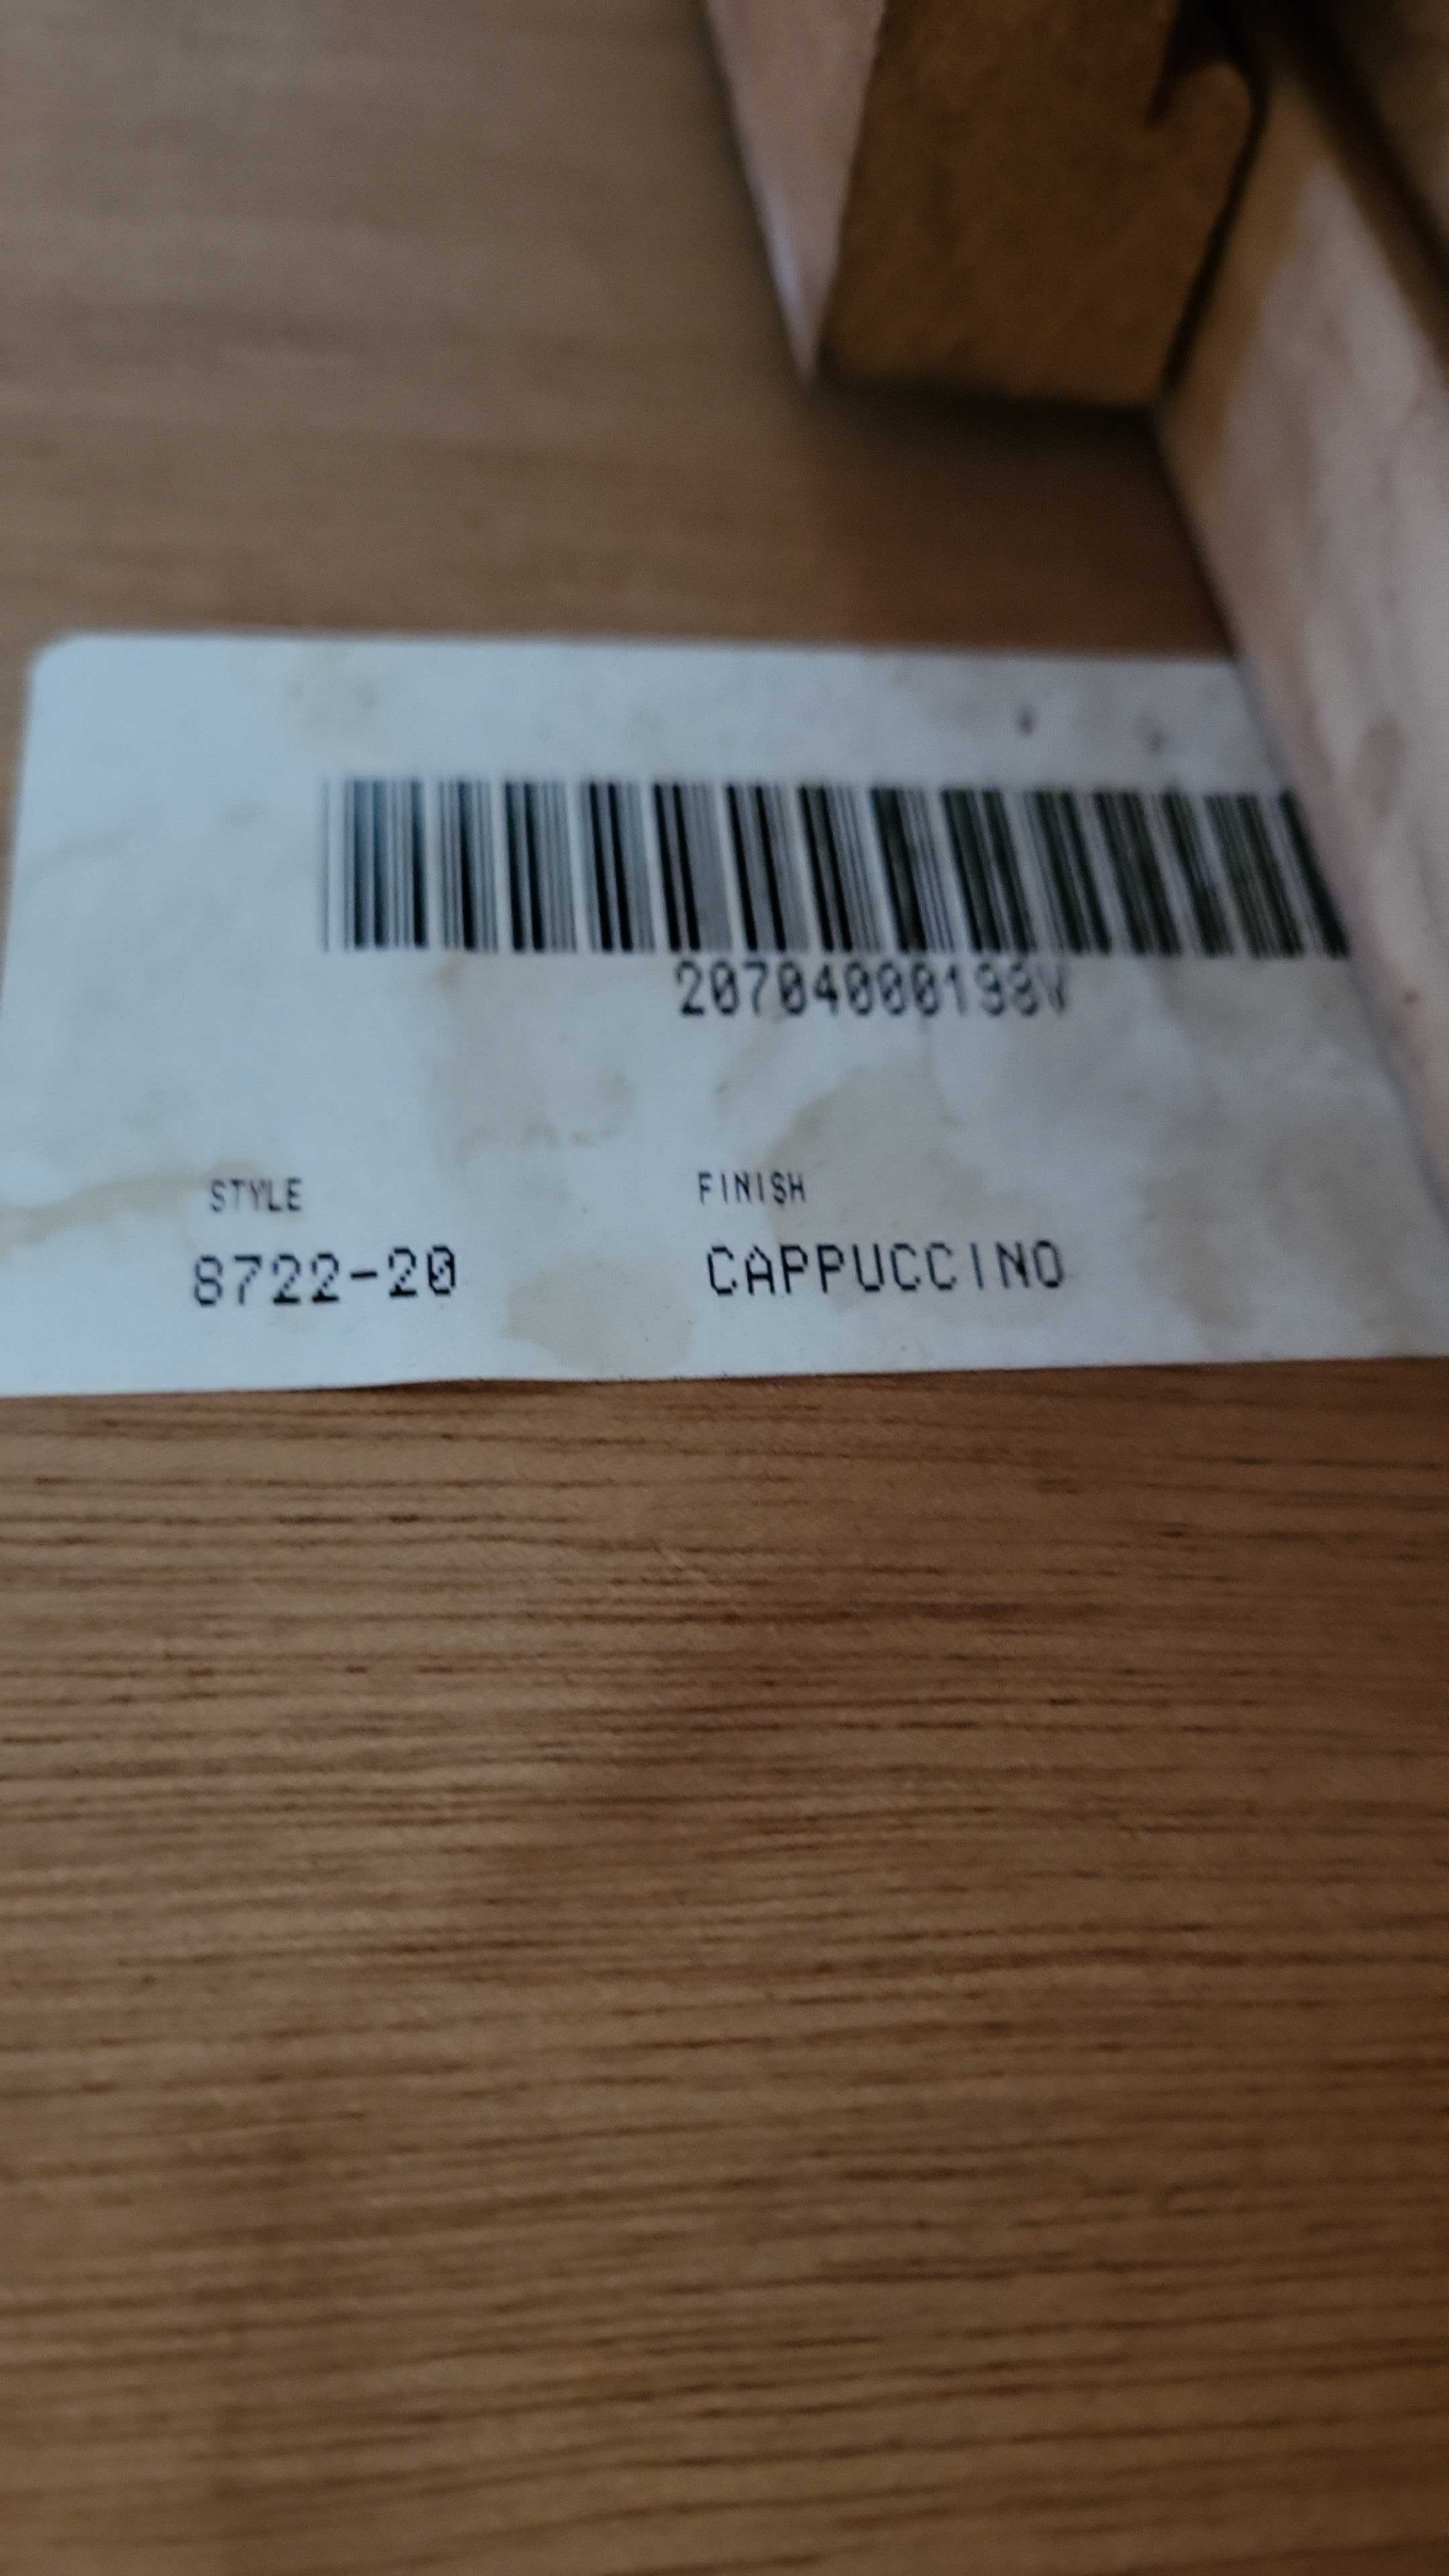 20704000198V
STYLE FINISH
8722-20 CAPPUCCINO